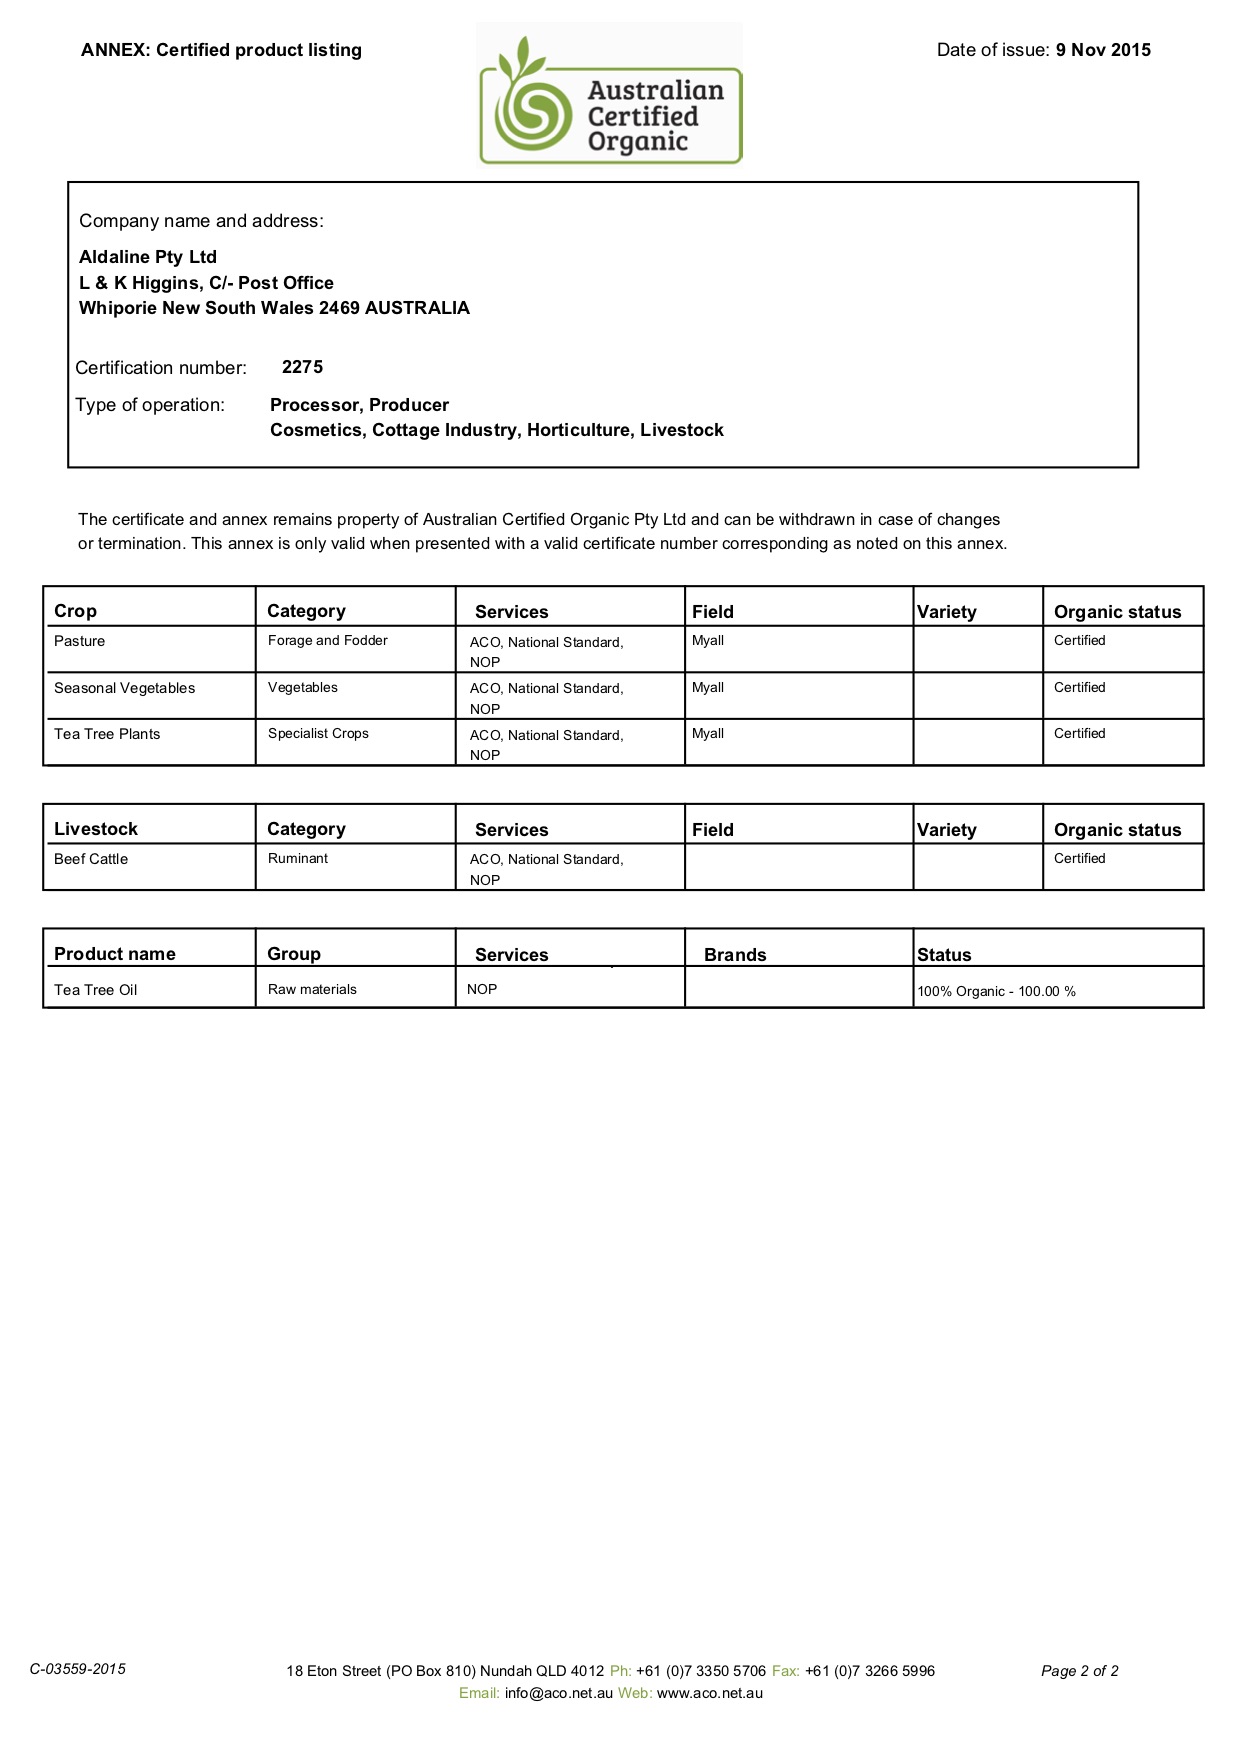 ANNEX: Certified product listing
Date of issue: 9 Nov 2015
Australian
Certified
Organic
Company name and address:
Aldaline Pty Ltd
L & K Higgins, C/- Post Office
Whiporie New South Wales 2469 AUSTRALIA
Certification number: 2275
Type of operation: Processor, Producer
Cosmetics, Cottage Industry, Horticulture, Livestock
The certificate and annex remains property of Australian Certified Organic Pty Ltd and can be withdrawn in case of changes
or termination. This annex is only valid when presented with a valid certificate number corresponding as noted on this annex.
Crop Category Services Field Variety Organic status
Pasture Forage and Fodder ACO, National Standard, Myall Certified
NOP
Seasonal Vegetables Vegetables ACO, National Standard, Myall Certified
NOP
Tea Tree Plants Specialist Crops ACO, National Standard, Myall Certified
NOP
Livestock Category Services Field Variety Organic status
Beef Cattle Ruminant ACO, National Standard, Certified
NOP
Product name Group Services Brands Status
Tea Tree Oil Raw materials NOP 100% Organic - 100.00 %
C-03559-2015 18 Eton Street (PO Box 810) Nundah QLD 4012 Ph: +61 (0)7 3350 5706 Fax: +61 (0)7 3266 5996 Page 2 of 2
Email: info@aco.net.au Web: www.aco.net.au